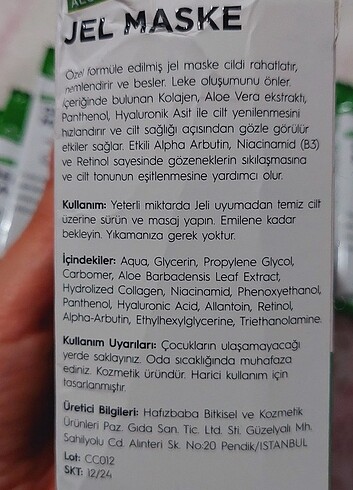 JEL MASKE
Özel formüle edilmiş jel maske cildi rahatlatır,
nemlendirir ve besler. Leke oluşumunu önler.
İçeriğinde bulunan Kolajen, Aloe Vera ekstraktı,
Panthenol, Hyaluronik Asit ile cilt yenilenmesini
hızlandırır ve cilt sağlığı açısından gözle görülür
etkiler sağlar. Etkili Alpha Arbutin, Niacinamid (B3)
ve Retinol sayesinde gözeneklerin sıkılaşmasına
ve cilt tonunun eşitlenmesine yardımcı olur.
Kullanım: Yeterli miktarda Jeli uyumadan temiz cilt
üzerine sürün ve masaj yapın. Emilene kadar
bekleyin. Yıkamanıza gerek yoktur.
İçindekiler: Aqua, Glycerin, Propylene Glycol,
Carbomer, Aloe Barbadensis Leaf Extract,
Hydrolized Collagen, Niacinamid, Phenoxyethanol,
Panthenol, Hyaluronic Acid, Allantoin, Retinol,
Alpha-Arbutin, Ethylhexylglycerine, Triethanolamine.
Kullanım Uyarıları: Çocukların ulaşamayacağı
yerde saklayınız. Oda sıcaklığında muhafaza
ediniz. Kozmetik üründür. Harici kullanım için
tasarlanmıştır.
Üretici Bilgileri: Hafızbaba Bitkisel ve Kozmetik
Ürünleri Paz. Gıda San. Tic. Ltd. Sti. Güzelyalı Mh.
Sahilyolu Cd. Alınteri Sk. No:20 Pendik/ISTANBUL
Lot: CC012
SKT: 12/24